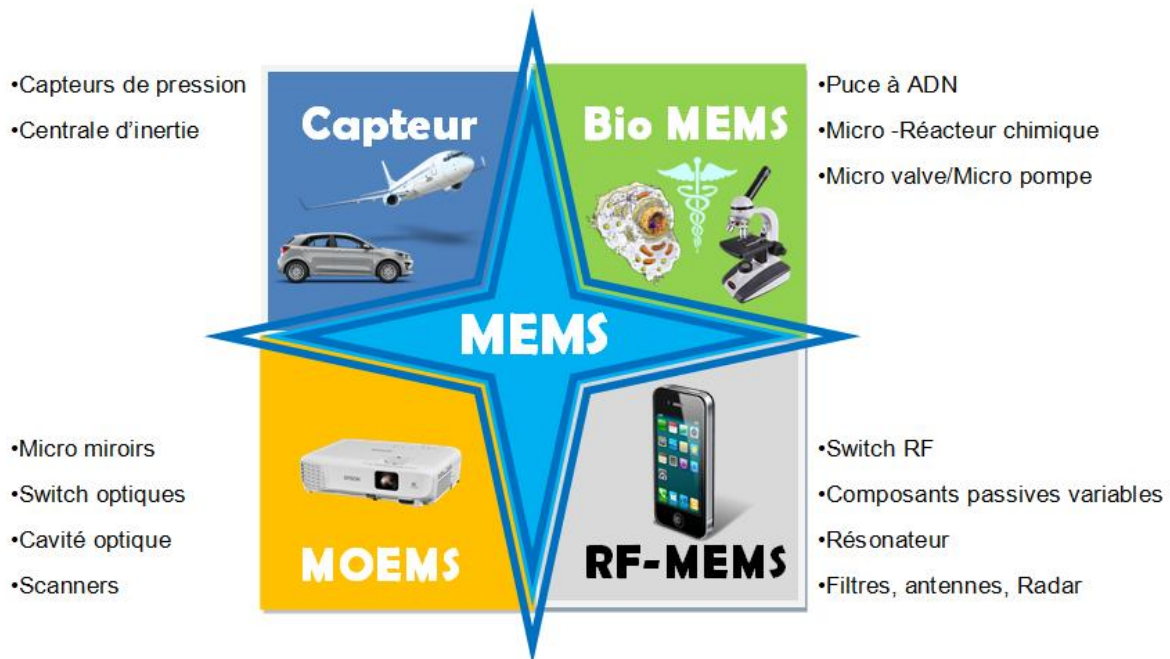 •Capteurs de pression
•Centrale d’inertie
Capteur
Bio MEMS
•Puce à ADN
•Micro -Réacteur chimique
•Micro valve/Micro pompe
MEMS
•Micro miroirs
•Switch optiques
•Cavité optique
•Scanners
EPSON
MOEMS
RF-MEMS
•Switch RF
•Composants passives variables
•Résonateur
•Filtres, antennes, Radar